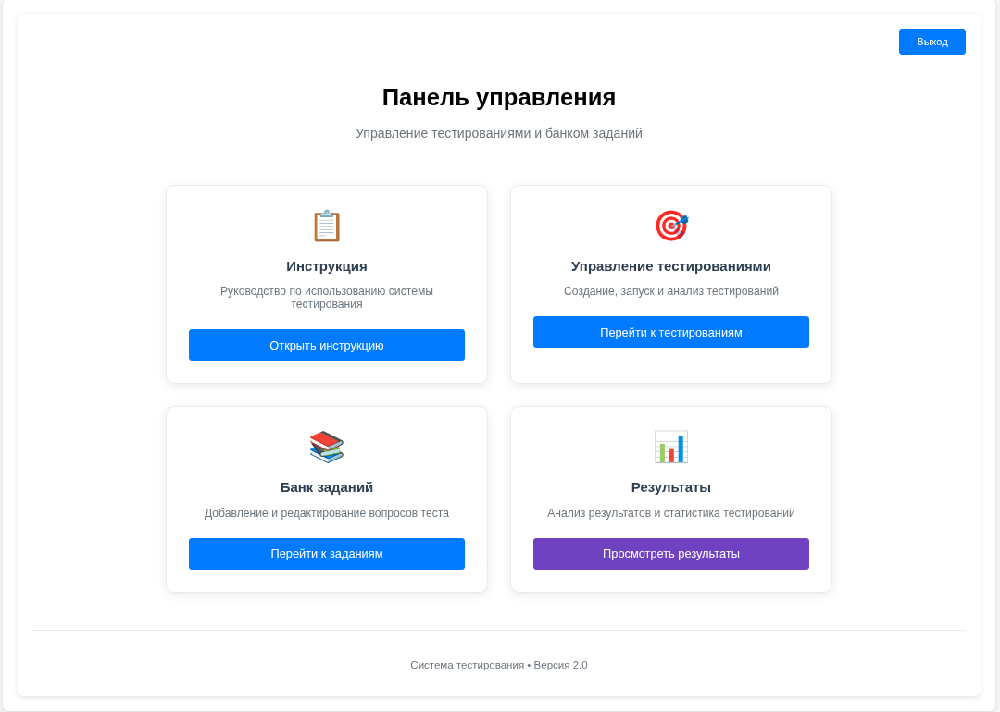 Выход
Панель управления
Управление тестированиями и банком заданий
Инструкция
Руководство по использованию системы
тестирования
Открыть инструкцию
Управление тестированиями
Создание, запуск и анализ тестирований
Перейти к тестированиям
Банк заданий
Добавление и редактирование вопросов теста
Перейти к заданиям
Результаты
Анализ результатов и статистика тестирований
Просмотреть результаты
Система тестирования • Версия 2.0